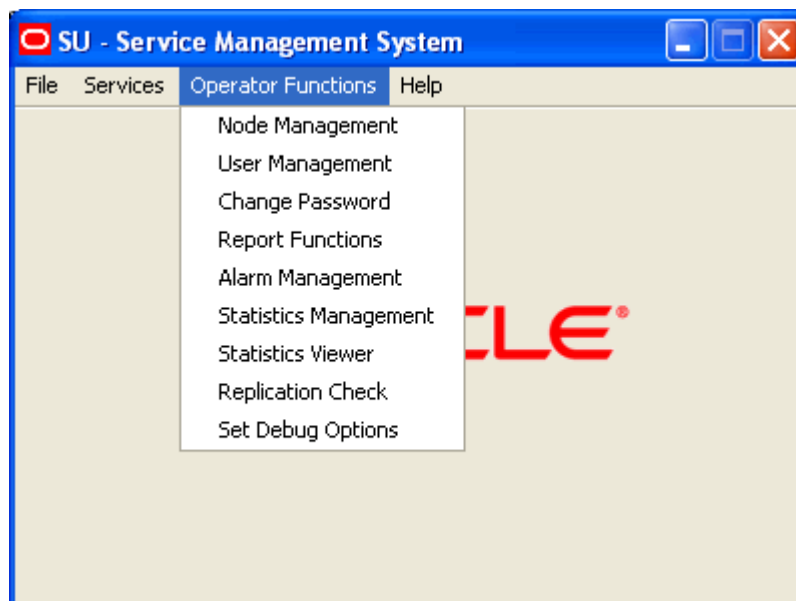 SU - Service Management System
File Services Operator Functions Help
Node Management
User Management
Change Password
Report Functions
Alarm Management
Statistics Management
Statistics Viewer
Replication Check
Set Debug Options
CLE®